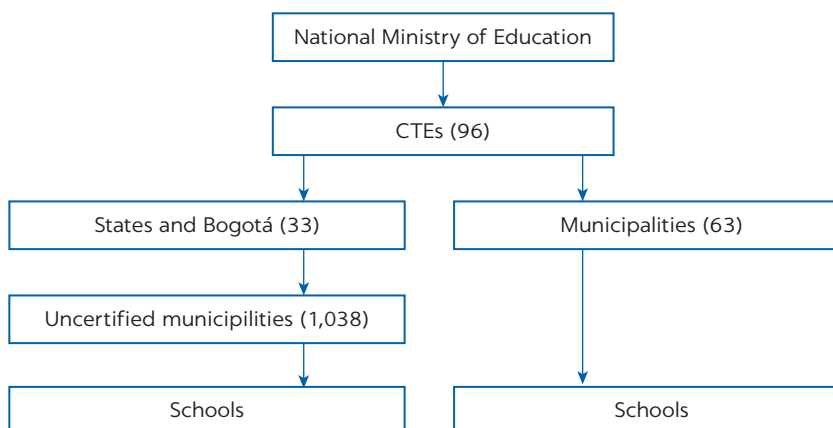 National Ministry of Education
CTEs (96)
States and Bogotá (33)
Municipalities (63)
Uncertified municipilities (1,038)
Schools
Schools